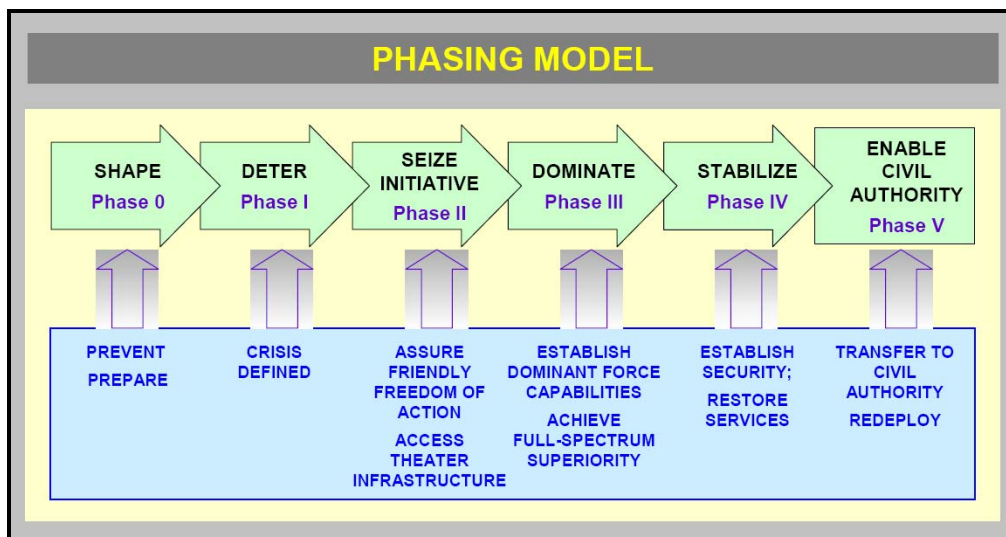 PHASING MODEL
SHAPE
Phase 0
DETER
Phase I
SEIZE
INITIATIVE
Phase II
DOMINATE
Phase III
STABILIZE
Phase IV
ENABLE
CIVIL
AUTHORITY
Phase V
PREVENT
PREPARE
CRISIS
DEFINED
ASSURE
FRIENDLY
FREEDOM OF
ACTION
ACCESS
THEATER
INFRASTRUCTURE
ESTABLISH
DOMINANT FORCE
CAPABILITIES
ACHIEVE
FULL-SPECTRUM
SUPERIORITY
ESTABLISH
SECURITY;
RESTORE
SERVICES
TRANSFER TO
CIVIL
AUTHORITY
REDEPLOY